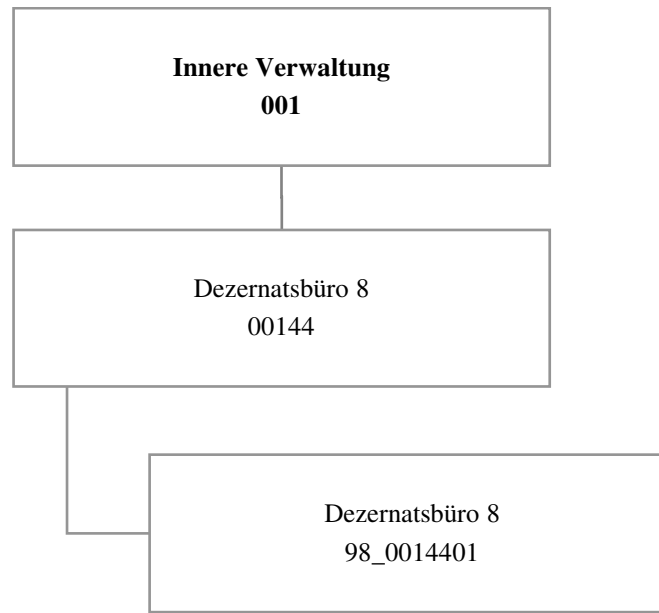 Innere Verwaltung
001
Dezernatsbüro 8
00144
Dezernatsbüro 8
98_0014401